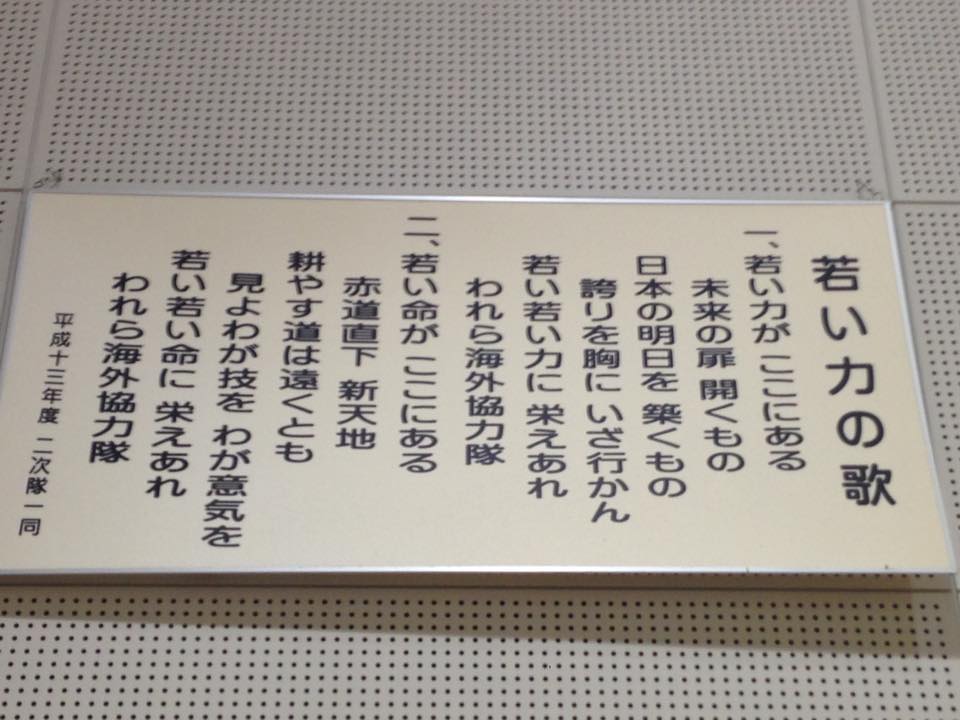 若い力の歌
一、若い力が ここにある
未来の扉 開くもの
日本の明日を 築くもの
誇りを胸に いざ行かん
若い若い力に 栄えあれ
われら海外協力隊
二、若い命が ここにある
赤道直下 新天地
耕やす道は遠くとも
見よわが技を わが意気を
若い若い命に 栄えあれ
われら海外協力隊
平成十三年度 二次隊一同